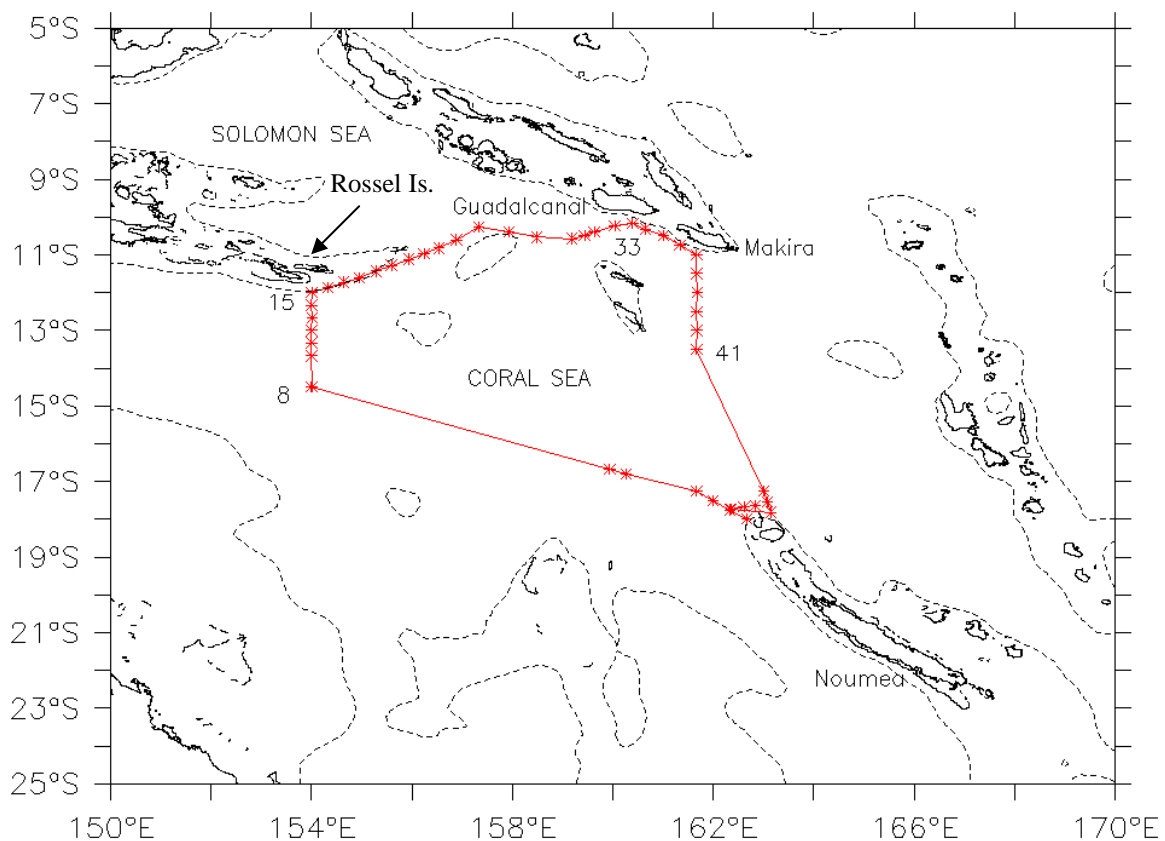 5°S
7°S
SOLOMON SEA
9°S
Rossel Is.
Guadalcanal
11°S
33
Makira
15
13°S
41
CORAL SEA
8
15°S
17°S
19°S
21°S
Noumea
23°S
25°S
150°E 154°E 158°E 162°E 166°E 170°E